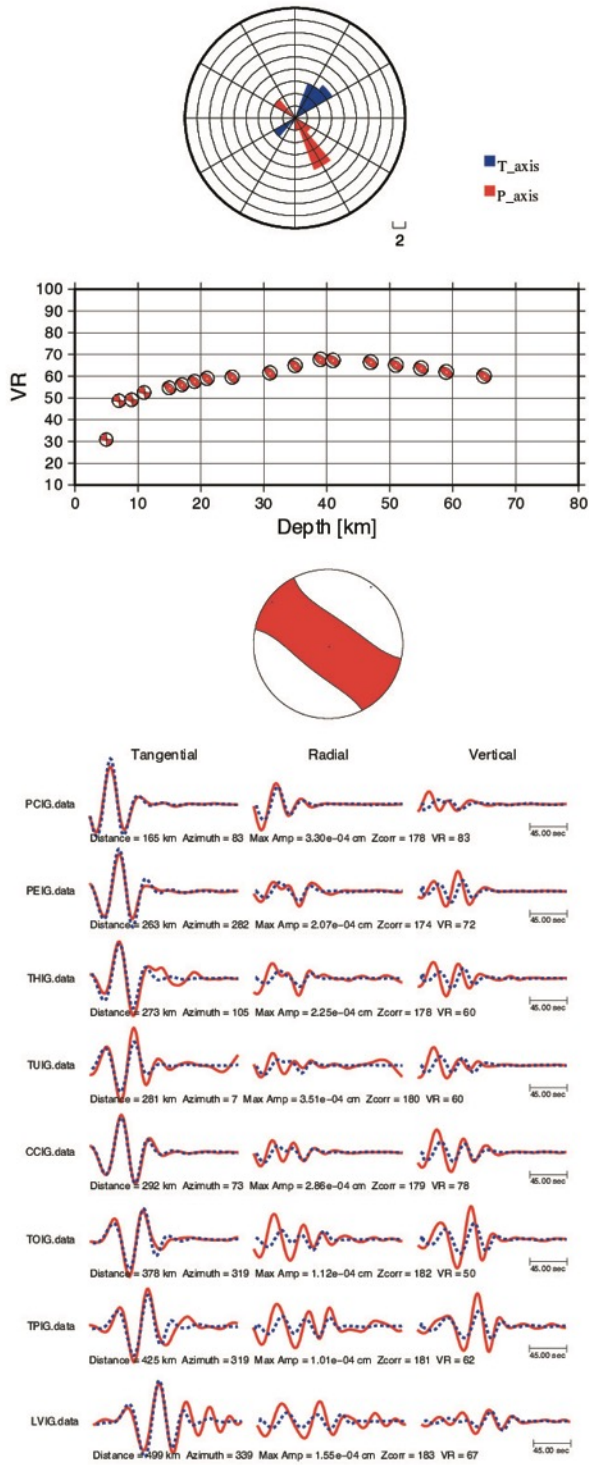 T_axis
P_axis
2
100
90
80
70
60
50
40
30
20
10
VR
0 10 20 30 40 50 60 70 80
Depth [km]
Tangential Radial Vertical
PCIG.data
45.00 sec
Distance = 165 km Azimuth = 83 Max Amp = 3.30e-04 cm Zcorr = 178 VR = 83
PEIG.data
45.00 sec
Distance = 263 km Azimuth = 282 Max Amp = 2.07e-04 cm Zcorr = 174 VR = 72
THIG.data
45.00 sec
Distance = 273 km Azimuth = 105 Max Amp = 2.25e-04 cm Zcorr = 178 VR = 60
TUIG.data
45.00 sec
Distance = 281 km Azimuth = 7 Max Amp = 3.51e-04 cm Zcorr = 180 VR = 60
CCIG.data
45.00 sec
Distance = 292 km Azimuth = 73 Max Amp = 2.86e-04 cm Zcorr = 179 VR = 78
TOIG.data
45.00 sec
Distance = 378 km Azimuth = 319 Max Amp = 1.12e-04 cm Zcorr = 182 VR = 50
TPIG.data
45.00 sec
Distance = 425 km Azimuth = 319 Max Amp = 1.01e-04 cm Zcorr = 181 VR = 62
LVIG.data
45.00 sec
Distance = 499 km Azimuth = 339 Max Amp = 1.55e-04 cm Zcorr = 183 VR = 67